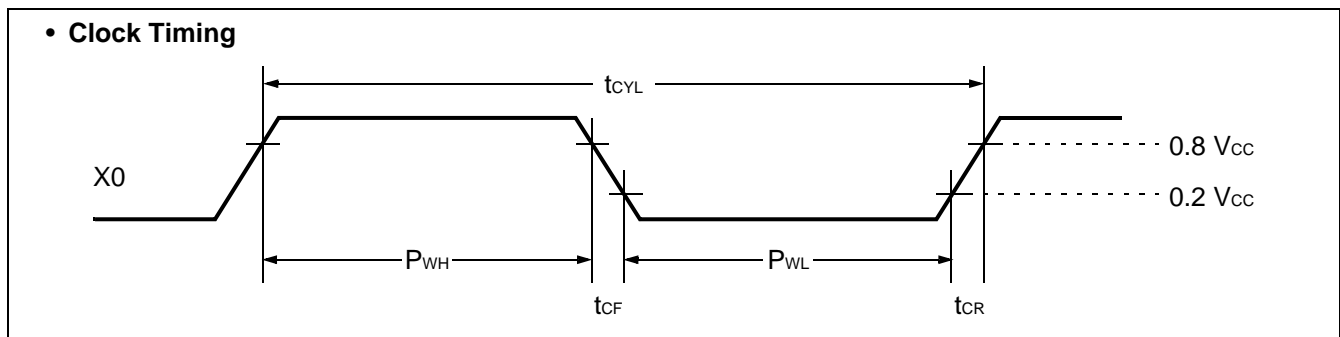 • Clock Timing
tCYL
X0
0.8 VCC
0.2 VCC
PWH
PWL
tCF
tCR